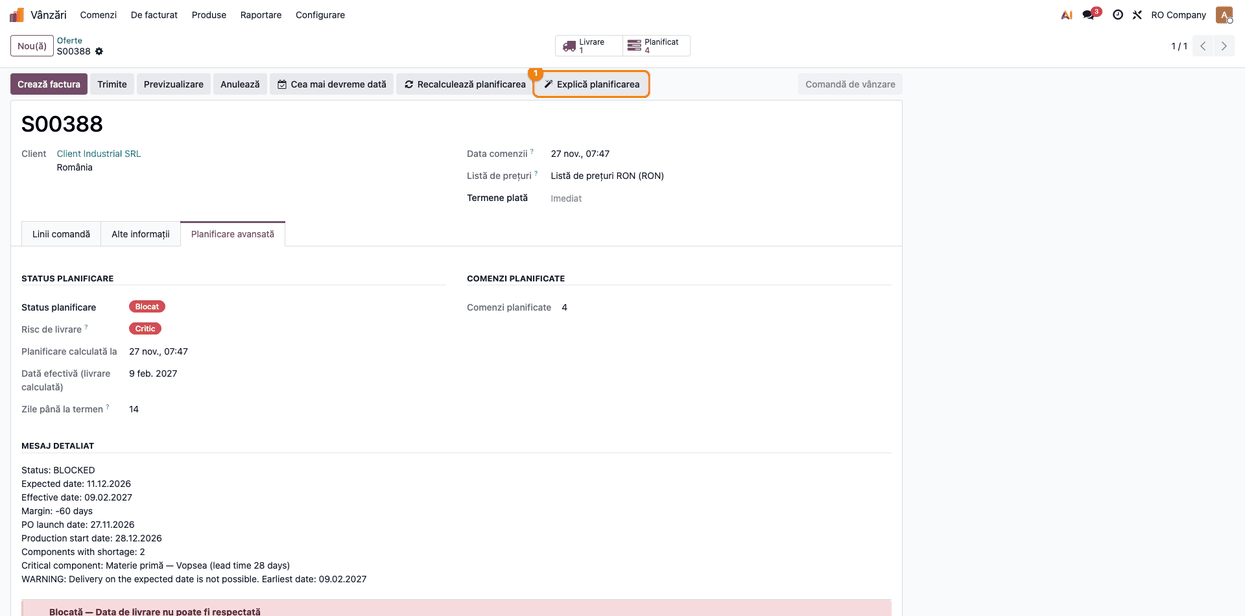 Vânzări Comenzi De facturat Produse Raportare Configurare AI 3 RO Company A
Nou(ă) Oferte
S00388
Livrare
1
Planificat
4
1 / 1
Crează factura Trimite Previzualizare Anulează Cea mai devreme dată Recalculează planificarea 1 Explică planificarea Comandă de vânzare
S00388
Client Client Industrial SRL
România
Data comenzii ? 27 nov., 07:47
Listă de prețuri ? Listă de prețuri RON (RON)
Termene plată Imediat
Linii comandă Alte informații Planificare avansată
STATUS PLANIFICARE
Status planificare Blocat
Risc de livrare ? Critic
Planificare calculată la 27 nov., 07:47
Dată efectivă (livrare calculată) 9 feb. 2027
Zile până la termen ? 14
COMENZI PLANIFICATE
Comenzi planificate 4
MESAJ DETALIAT
Status: BLOCKED
Expected date: 11.12.2026
Effective date: 09.02.2027
Margin: -60 days
PO launch date: 27.11.2026
Production start date: 28.12.2026
Components with shortage: 2
Critical component: Materie primă — Vopsea (lead time 28 days)
WARNING: Delivery on the expected date is not possible. Earliest date: 09.02.2027
Blocată — Data de livrare nu poate fi respectată